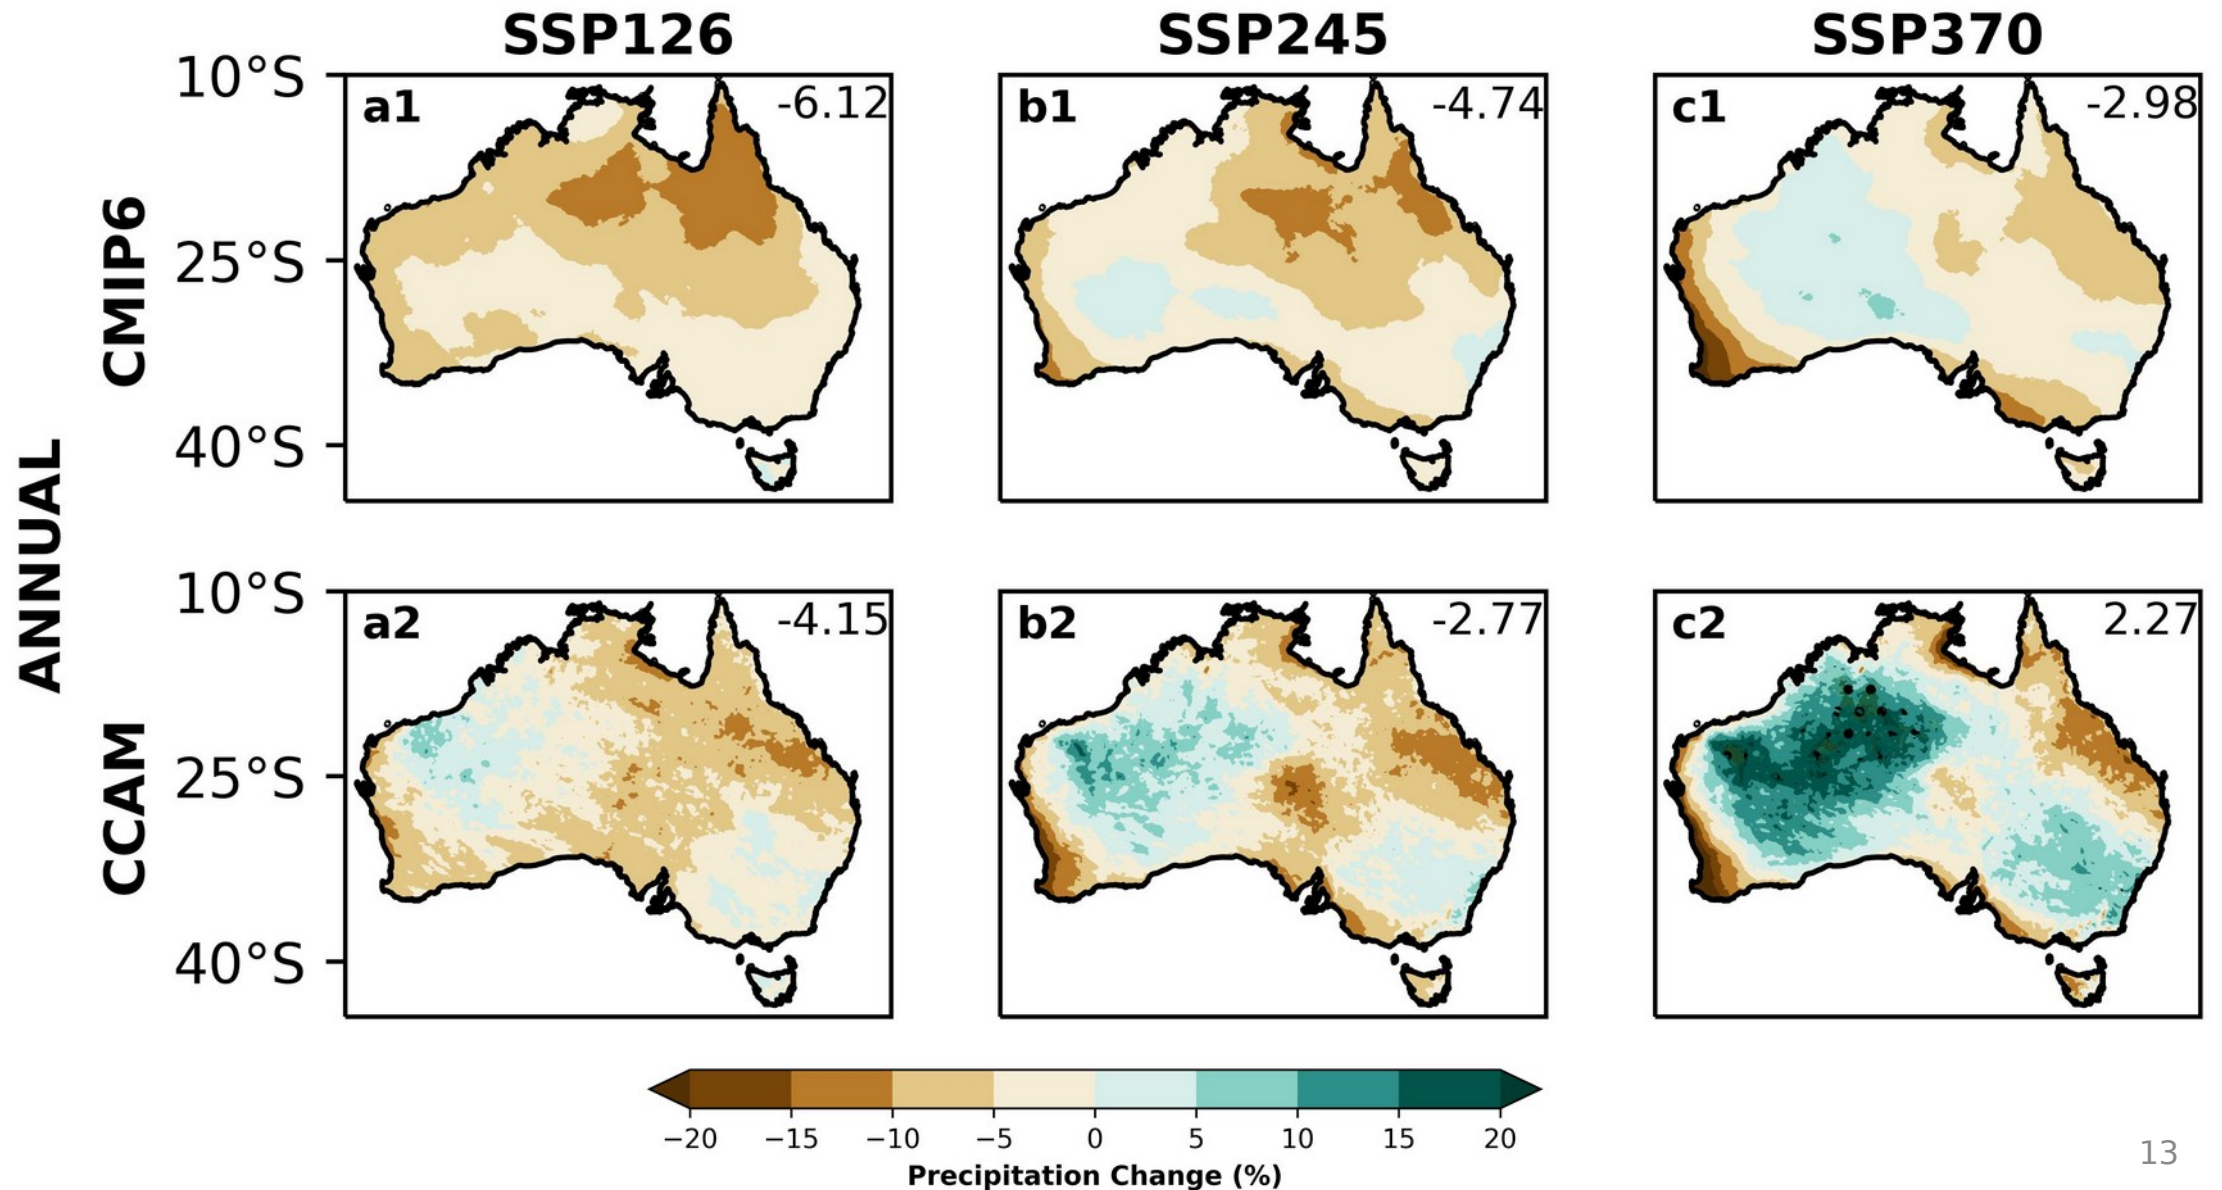 SSP126 SSP245 SSP370
ANNUAL
CMIP6
10°S
25°S
40°S
a1 -6.12
b1 -4.74
c1 -2.98
CCAM
10°S
25°S
40°S
a2 -4.15
b2 -2.77
c2 2.27
−20 −15 −10 −5 0 5 10 15 20
Precipitation Change (%)
13